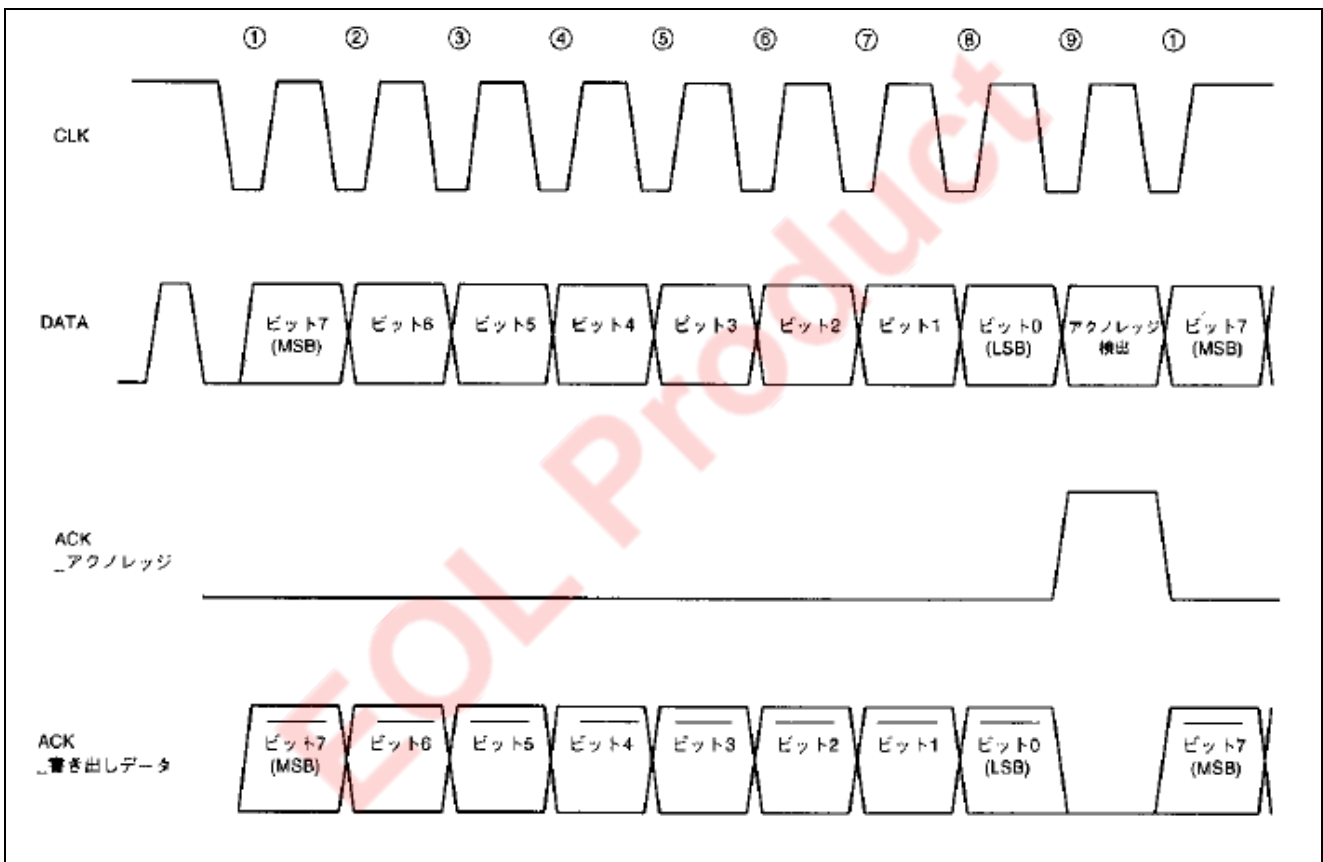 ① ② ③ ④ ⑤ ⑥ ⑦ ⑧ ⑨ ①
CLK
DATA
ビット7
(MSB)
ビット6
ビット5
ビット4
ビット3
ビット2
ビット1
ビット0
(LSB)
アクノレッジ
検出
ビット7
(MSB)
ACK
_アクノレッジ
ACK
_書き出しデータ
ビット7
(MSB)
ビット6
ビット5
ビット4
ビット3
ビット2
ビット1
ビット0
(LSB)
ビット7
(MSB)
EOL Product